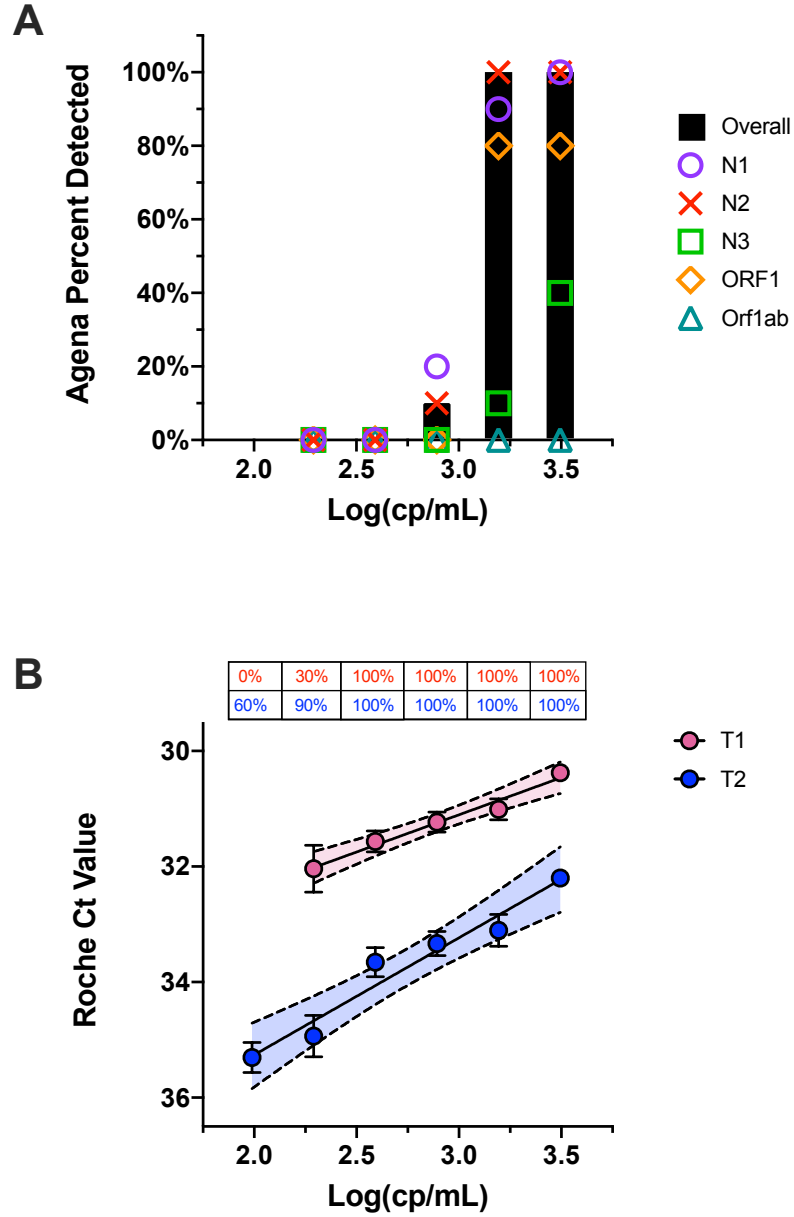 A
Agena Percent Detected
100%
80%
60%
40%
20%
0%
2.0 2.5 3.0 3.5
Log(cp/mL)
Overall
N1
N2
N3
ORF1
Orf1ab
B
0% 30% 100% 100% 100% 100%
60% 90% 100% 100% 100% 100%
Roche Ct Value
30
32
34
36
2.0 2.5 3.0 3.5
Log(cp/mL)
T1
T2